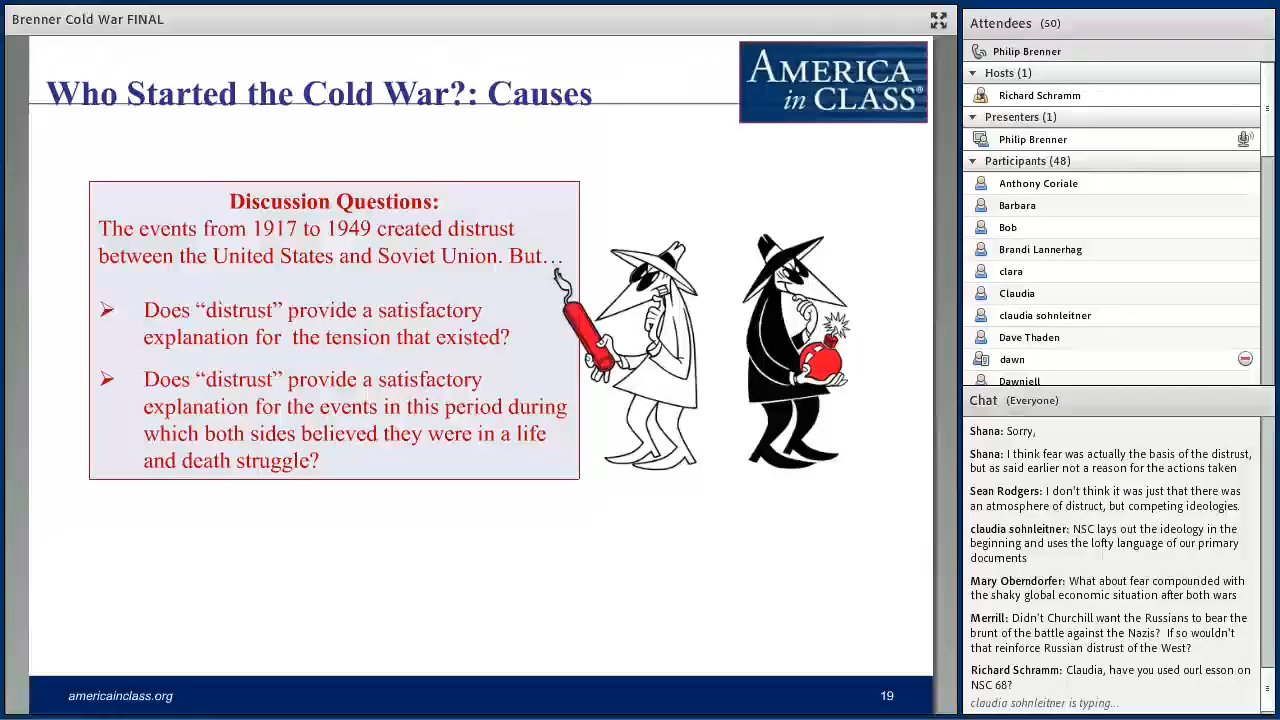 Brenner Cold War FINAL
Who Started the Cold War?: Causes
AMERICA
in CLASS®
Discussion Questions:
The events from 1917 to 1949 created distrust
between the United States and Soviet Union. But…
➢ Does “distrust” provide a satisfactory
explanation for the tension that existed?
➢ Does “distrust” provide a satisfactory
explanation for the events in this period during
which both sides believed they were in a life
and death struggle?
americainclass.org
19
Attendees (50)
Philip Brenner
Hosts (1)
Richard Schramm
Presenters (1)
Philip Brenner
Participants (48)
Anthony Coriale
Barbara
Bob
Brandi Lannerhag
clara
Claudia
claudia sohnleitner
Dave Thaden
dawn
Dawniell
Chat (Everyone)
Shana: Sorry,
Shana: I think fear was actually the basis of the distrust,
but as said earlier not a reason for the actions taken
Sean Rodgers: I don't think it was just that there was
an atmosphere of distruct, but competing ideologies.
claudia sohnleitner: NSC lays out the ideology in the
beginning and uses the lofty language of our primary
documents
Mary Oberndorfer: What about fear compounded with
the shaky global economic situation after both wars
Merrill: Didn't Churchill want the Russians to bear the
brunt of the battle against the Nazis? If so wouldn't
that reinforce Russian distrust of the West?
Richard Schramm: Claudia, have you used ourl esson on
NSC 68?
claudia sohnleitner is typing...